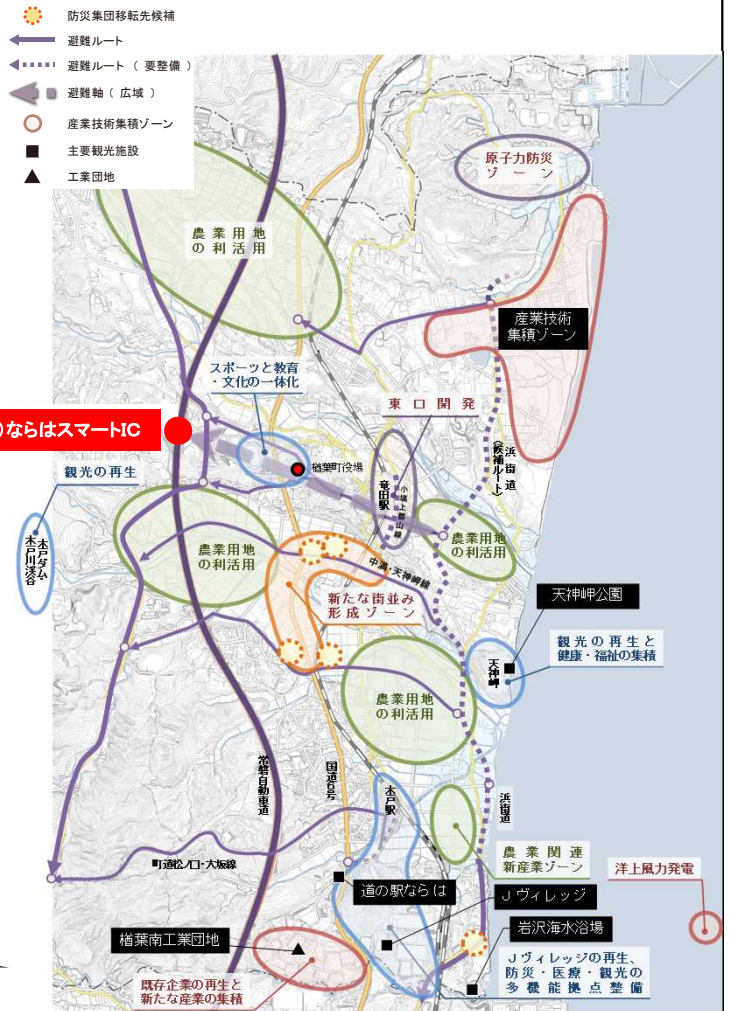 防災集団移転先候補
避難ルート
避難ルート（要整備）
避難軸（広域）
産業技術集積ゾーン
主要観光施設
工業団地
原子力防災
ゾーン
農業用地
の利活用
産業技術
集積ゾーン
スポーツと教育
・文化の一体化
東口開発
)ならはスマートIC
浜街道
(候補ルート)
楢葉町役場
竜田駅
小塙上郡山線
観光の再生
木戸ダム・
木戸川渓谷
農業用地
の利活用
農業用地
の利活用
中満・天神岬線
新たな街並み
形成ゾーン
天神岬公園
観光の再生と
健康・福祉の集積
天神岬
農業用地
の利活用
常磐自動車道
国道6号
木戸駅
浜街道
町道松ノ口・大坂線
農業関連
新産業ゾーン
洋上風力発電
道の駅ならは
Jヴィレッジ
岩沢海水浴場
楢葉南工業団地
Jヴィレッジの再生、
防災・医療・観光の
多機能拠点整備
既存企業の再生と
新たな産業の集積